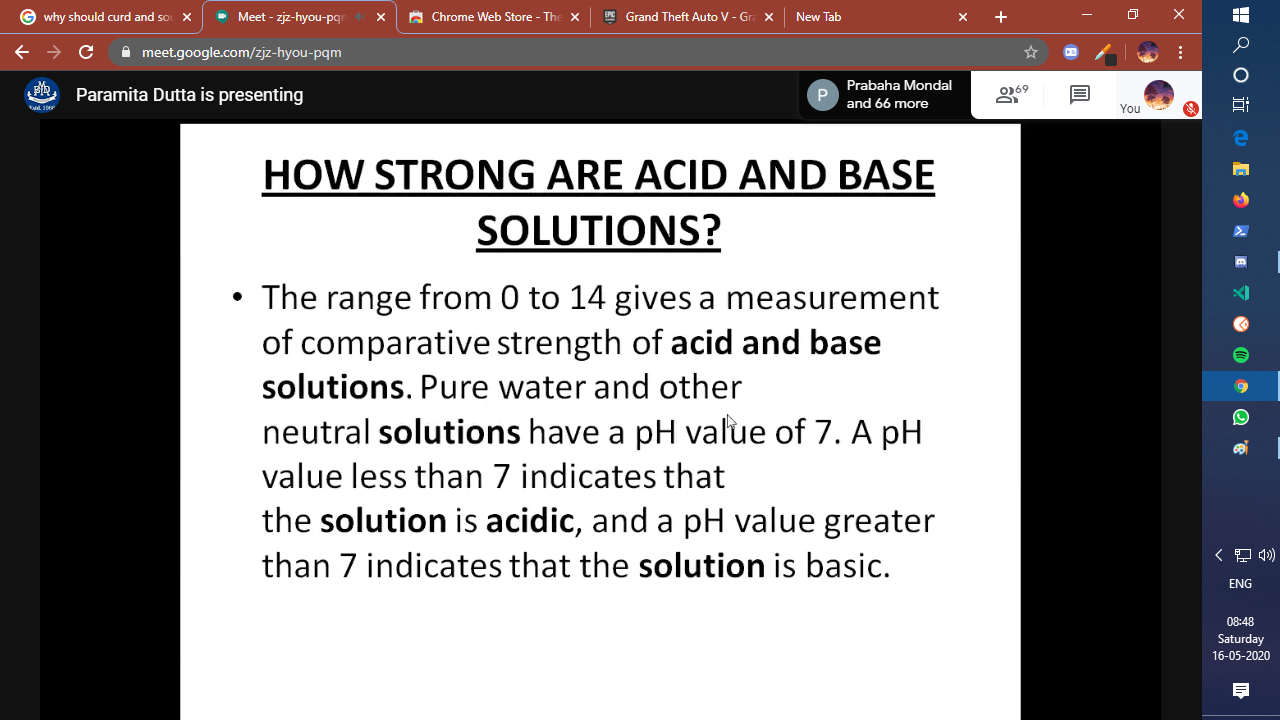 why should curd and so
Meet - zjz-hyou-pqm
Chrome Web Store - The
Grand Theft Auto V - Gra
New Tab
meet.google.com/zjz-hyou-pqm
Paramita Dutta is presenting
P
Prabaha Mondal
and 66 more
69
You
HOW STRONG ARE ACID AND BASE
SOLUTIONS?
• The range from 0 to 14 gives a measurement
of comparative strength of acid and base
solutions. Pure water and other
neutral solutions have a pH value of 7. A pH
value less than 7 indicates that
the solution is acidic, and a pH value greater
than 7 indicates that the solution is basic.
ENG
08:48
Saturday
16-05-2020